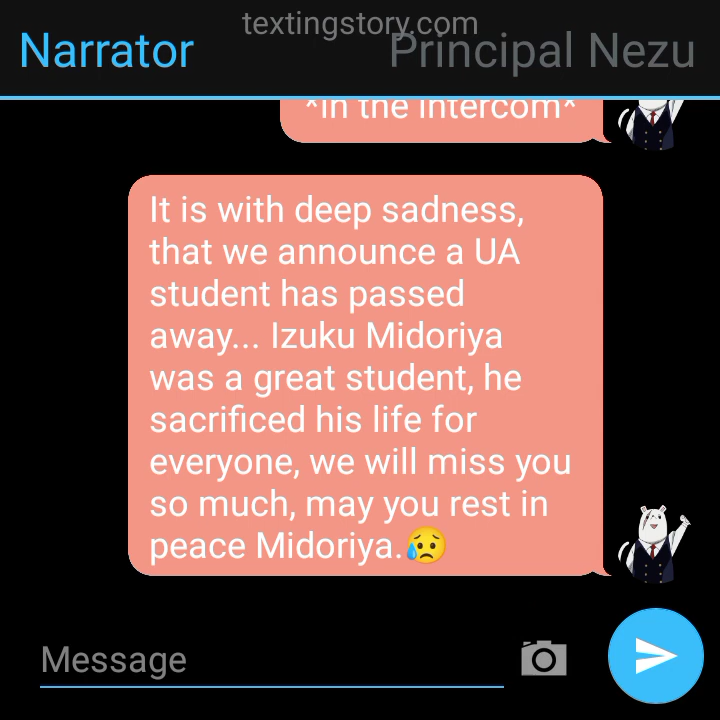 textingstory.com
Narrator
Principal Nezu
*in the intercom*
It is with deep sadness,
that we announce a UA
student has passed
away... Izuku Midoriya
was a great student, he
sacrificed his life for
everyone, we will miss you
so much, may you rest in
peace Midoriya.😥
Message